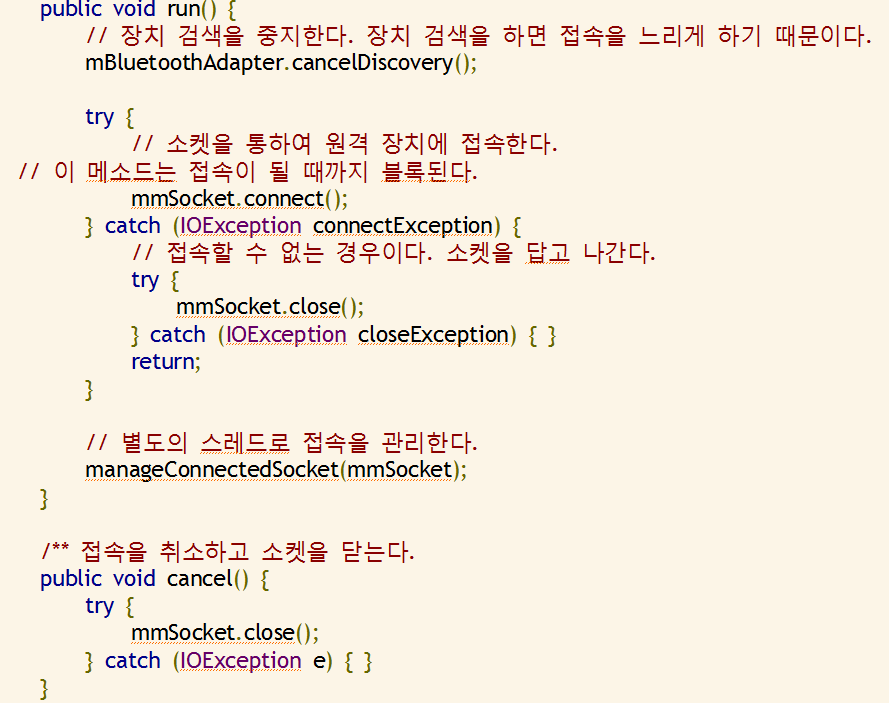 public void run() {
// 장치 검색을 중지한다. 장치 검색을 하면 접속을 느리게 하기 때문이다.
mBluetoothAdapter.cancelDiscovery();
try {
// 소켓을 통하여 원격 장치에 접속한다.
// 이 메소드는 접속이 될 때까지 블록된다.
mmSocket.connect();
} catch (IOException connectException) {
// 접속할 수 없는 경우이다. 소켓을 답고 나간다.
try {
mmSocket.close();
} catch (IOException closeException) { }
return;
}
// 별도의 스레드로 접속을 관리한다.
manageConnectedSocket(mmSocket);
}
/** 접속을 취소하고 소켓을 닫는다.
public void cancel() {
try {
mmSocket.close();
} catch (IOException e) { }
}